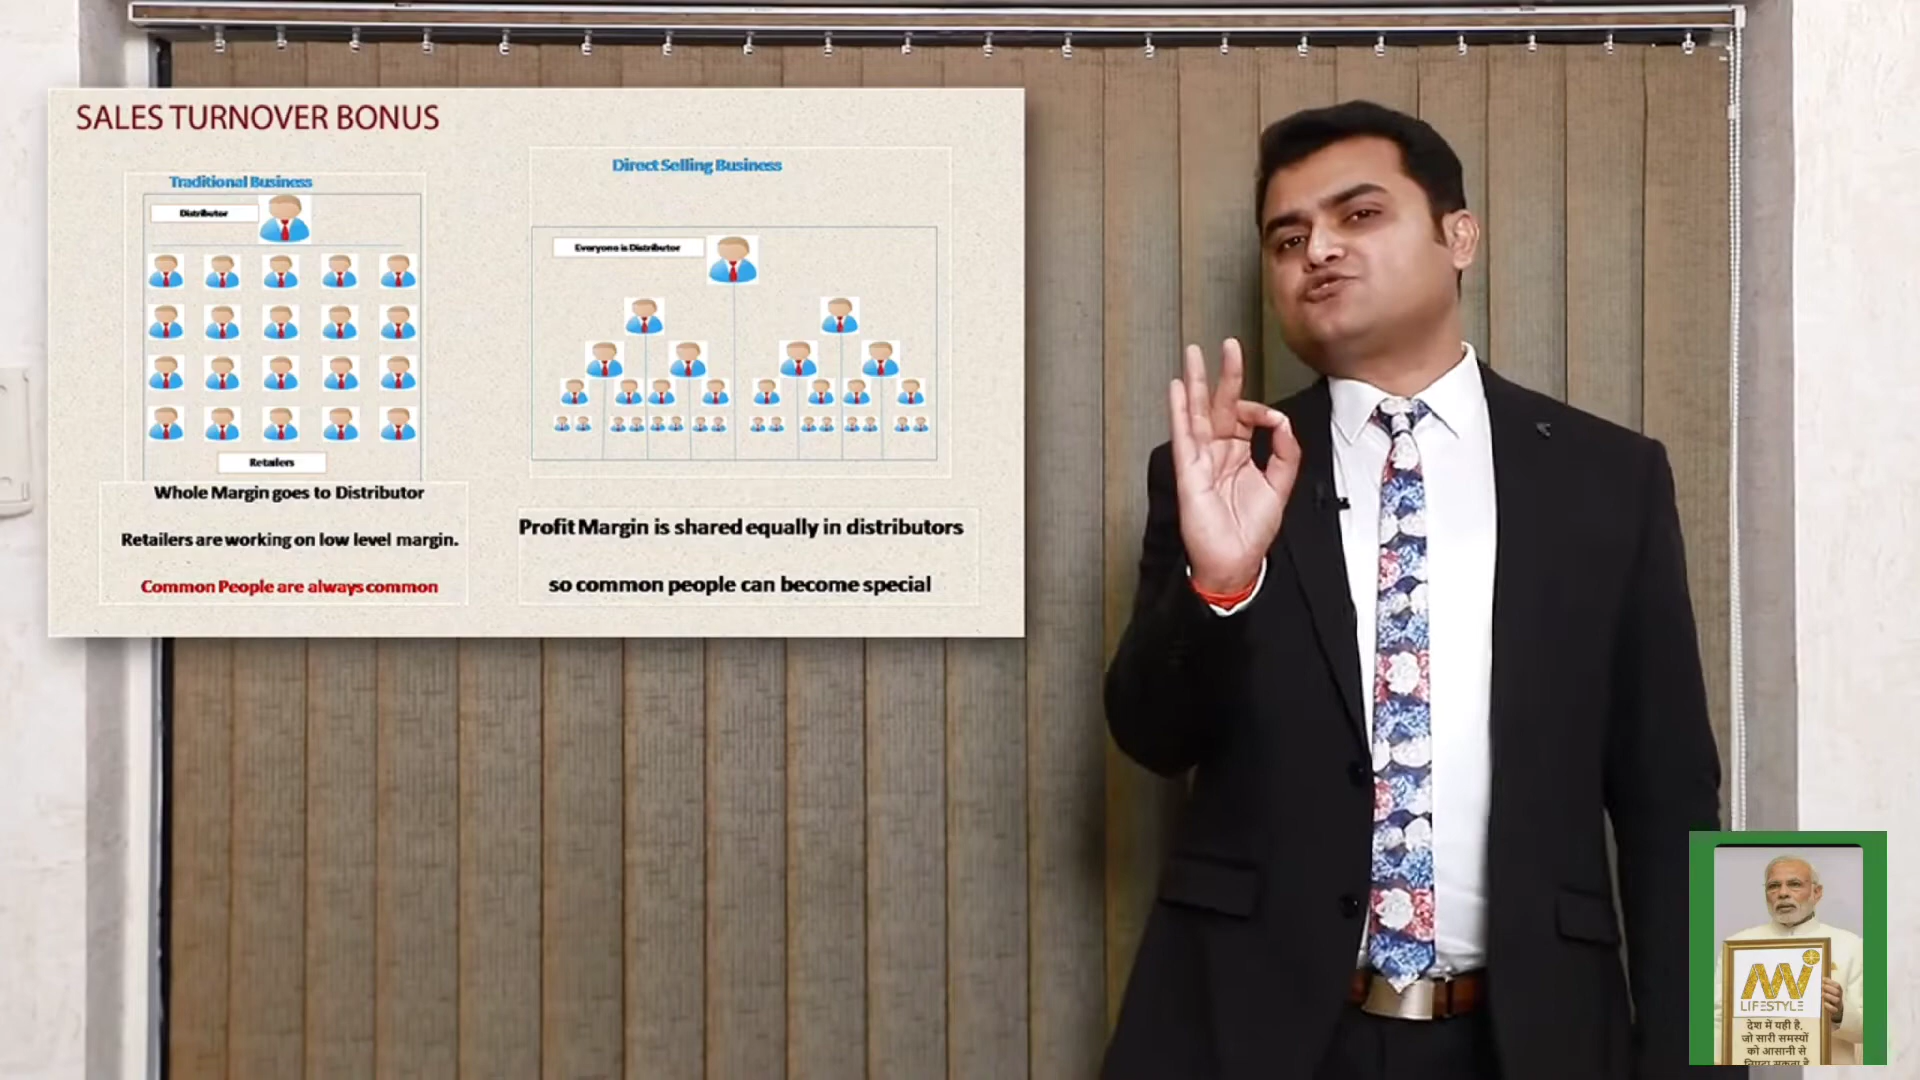 SALES TURNOVER BONUS
Traditional Business
Distributor
Retailers
Whole Margin goes to Distributor
Retailers are working on low level margin.
Common People are always common
Direct Selling Business
Everyone is Distributor
Profit Margin is shared equally in distributors
so common people can become special
MV
LIFESTYLE
देश में यही है,
जो सारी समस्यों
को आसानी से